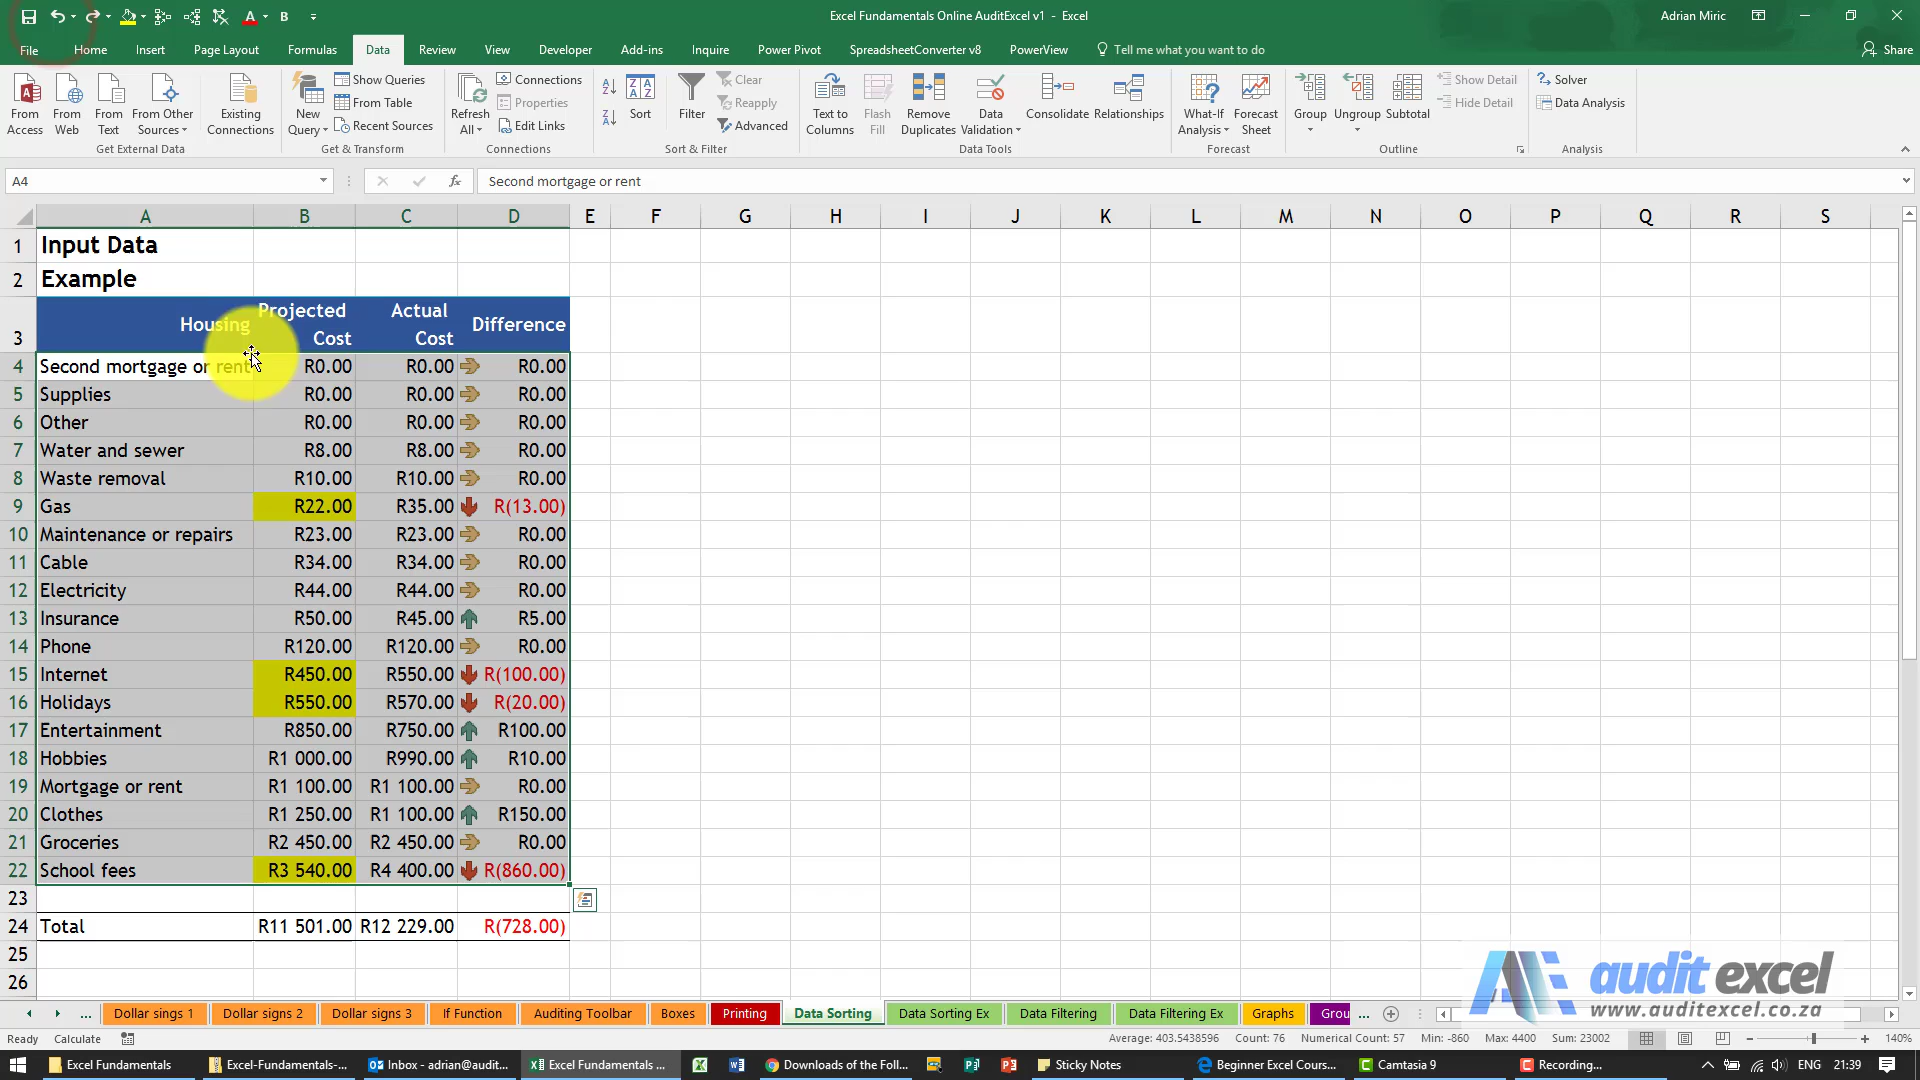 Excel Fundamentals Online AuditExcel v1 - Excel
Adrian Miric
File Home Insert Page Layout Formulas Data Review View Developer Add-ins Inquire Power Pivot SpreadsheetConverter v8 PowerView Tell me what you want to do Share
From Access
From Web
From Text
From Other Sources
Existing Connections
Get External Data
New Query
Show Queries
From Table
Recent Sources
Get & Transform
Refresh All
Connections
Properties
Edit Links
Connections
Sort
Filter
Clear
Reapply
Advanced
Sort & Filter
Text to Columns
Flash Fill
Remove Duplicates
Data Validation
Consolidate
Relationships
Data Tools
What-If Analysis
Forecast Sheet
Forecast
Group
Ungroup
Subtotal
Show Detail
Hide Detail
Outline
Solver
Data Analysis
Analysis
A4 fx Second mortgage or rent
A B C D E F G H I J K L M N O P Q R S
1 Input Data
2 Example
3 Housing Projected Cost Actual Cost Difference
4 Second mortgage or rent R0.00 R0.00 R0.00
5 Supplies R0.00 R0.00 R0.00
6 Other R0.00 R0.00 R0.00
7 Water and sewer R8.00 R8.00 R0.00
8 Waste removal R10.00 R10.00 R0.00
9 Gas R22.00 R35.00 R(13.00)
10 Maintenance or repairs R23.00 R23.00 R0.00
11 Cable R34.00 R34.00 R0.00
12 Electricity R44.00 R44.00 R0.00
13 Insurance R50.00 R45.00 R5.00
14 Phone R120.00 R120.00 R0.00
15 Internet R450.00 R550.00 R(100.00)
16 Holidays R550.00 R570.00 R(20.00)
17 Entertainment R850.00 R750.00 R100.00
18 Hobbies R1 000.00 R990.00 R10.00
19 Mortgage or rent R1 100.00 R1 100.00 R0.00
20 Clothes R1 250.00 R1 100.00 R150.00
21 Groceries R2 450.00 R2 450.00 R0.00
22 School fees R3 540.00 R4 400.00 R(860.00)
23
24 Total R11 501.00 R12 229.00 R(728.00)
25
26
audit excel
www.auditexcel.co.za
... Dollar sings 1 Dollar signs 2 Dollar signs 3 If Function Auditing Toolbar Boxes Printing Data Sorting Data Sorting Ex Data Filtering Data Filtering Ex Graphs Grou ...
Ready Calculate Average: 403.5438596 Count: 76 Numerical Count: 57 Min: -860 Max: 4400 Sum: 23002 140%
Excel Fundamentals Excel-Fundamentals-... Inbox - adrian@audit... Excel Fundamentals ... Downloads of the Foll... Sticky Notes Beginner Excel Cours... Camtasia 9 Recording... ENG 21:39